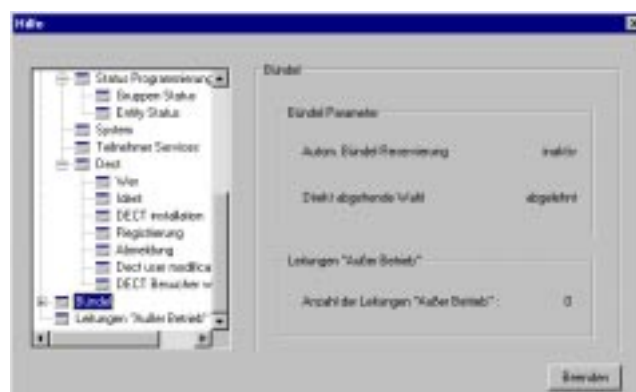 Hilfe
Status Programmierung
Gruppen Status
Entity Status
System
Teilnehmer Services
Dect
Wer
Ident
DECT installation
Registrierung
Abmeldung
Dect user modifica
DECT Besucher w
Bündel
Leitungen "Außer Betrieb"
Bündel
Bündel Parameter
Autom. Bündel Reservierung inaktiv
Direkt abgehende Wahl abgelehnt
Leitungen "Außer Betrieb"
Anzahl der Leitungen "Außer Betrieb" : 0
Beenden